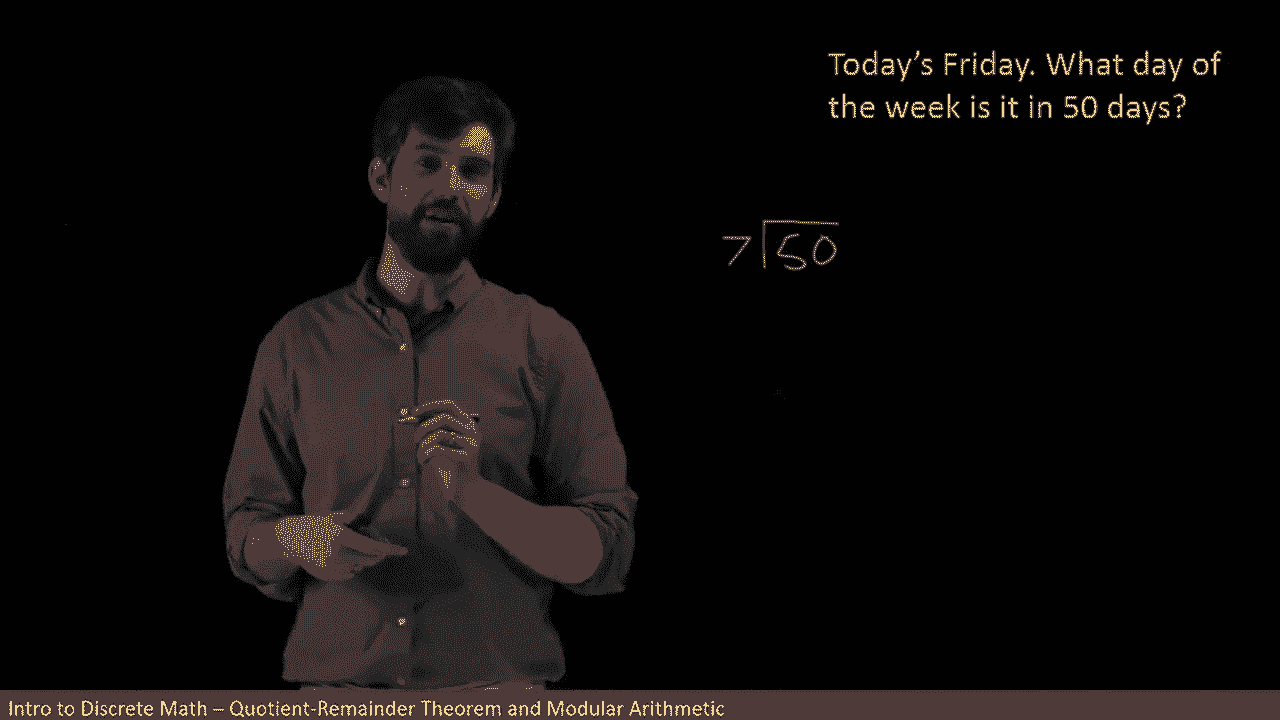 Today's Friday. What day of
the week is it in 50 days?
7 50
Intro to Discrete Math – Quotient-Remainder Theorem and Modular Arithmetic